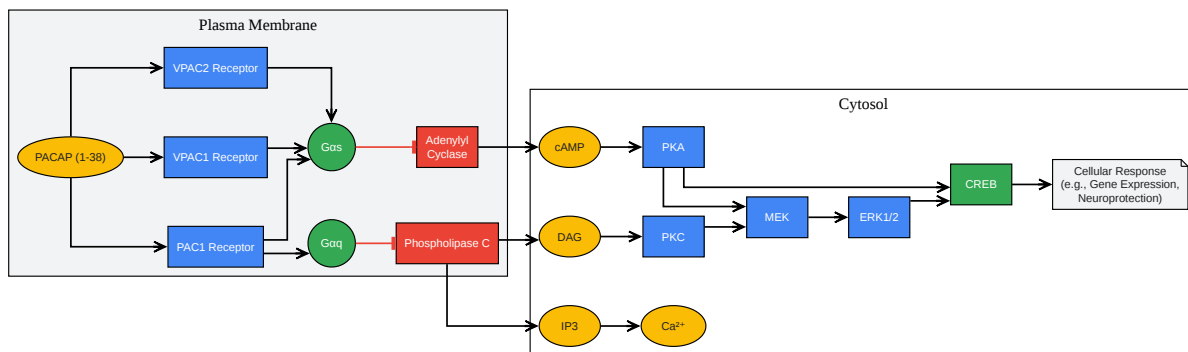 Plasma Membrane
VPAC2 Receptor
PACAP (1-38)
VPAC1 Receptor
PAC1 Receptor
Gαs
Gαq
Adenylyl
Cyclase
Phospholipase C
Cytosol
cAMP
PKA
DAG
PKC
MEK
ERK1/2
CREB
Cellular Response
(e.g., Gene Expression,
Neuroprotection)
IP3
Ca²⁺